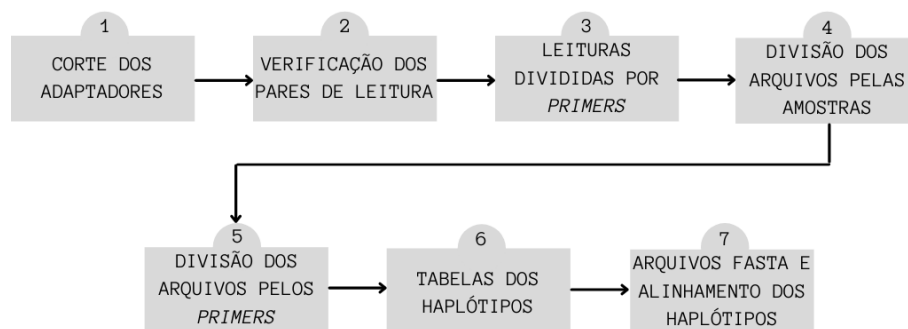 1
CORTE DOS
ADAPTADORES
2
VERIFICAÇÃO DOS
PARES DE LEITURA
3
LEITURAS
DIVIDIDAS POR
PRIMERS
4
DIVISÃO DOS
ARQUIVOS PELAS
AMOSTRAS
5
DIVISÃO DOS
ARQUIVOS PELOS
PRIMERS
6
TABELAS DOS
HAPLÓTIPOS
7
ARQUIVOS FASTA E
ALINHAMENTO DOS
HAPLÓTIPOS